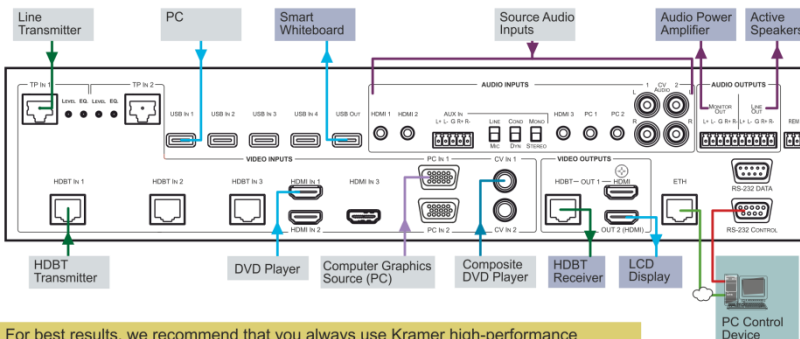 Line Transmitter
PC
Smart Whiteboard
Source Audio Inputs
Audio Power Amplifier
Active Speakers
TP IN 1
TP IN 2
LEVEL EQ. LEVEL EQ.
USB IN 1
USB IN 2
USB IN 3
USB IN 4
USB OUT
AUDIO INPUTS
HDMI 1
HDMI 2
AUX IN
L+ L- G R+ R-
LINE
MIC
COND
DYN
MONO
STEREO
HDMI 3
PC 1
PC 2
L
R
1 CV 2
AUDIO
L
R
AUDIO OUTPUTS
MONITOR OUT
LINE OUT
L+ L- G R+ R-
L+ L- G R+ R-
VIDEO INPUTS
HDBT IN 1
HDBT IN 2
HDBT IN 3
HDMI IN 1
HDMI IN 2
HDMI IN 3
PC IN 1
PC IN 2
CV IN 1
CV IN 2
VIDEO OUTPUTS
HDBT— OUT 1 —HDMI
OUT 2 (HDMI)
ETH
RS-232 DATA
RS-232 CONTROL
HDBT Transmitter
DVD Player
Computer Graphics Source (PC)
Composite DVD Player
HDBT Receiver
LCD Display
PC Control Device
For best results, we recommend that you always use Kramer high-performance